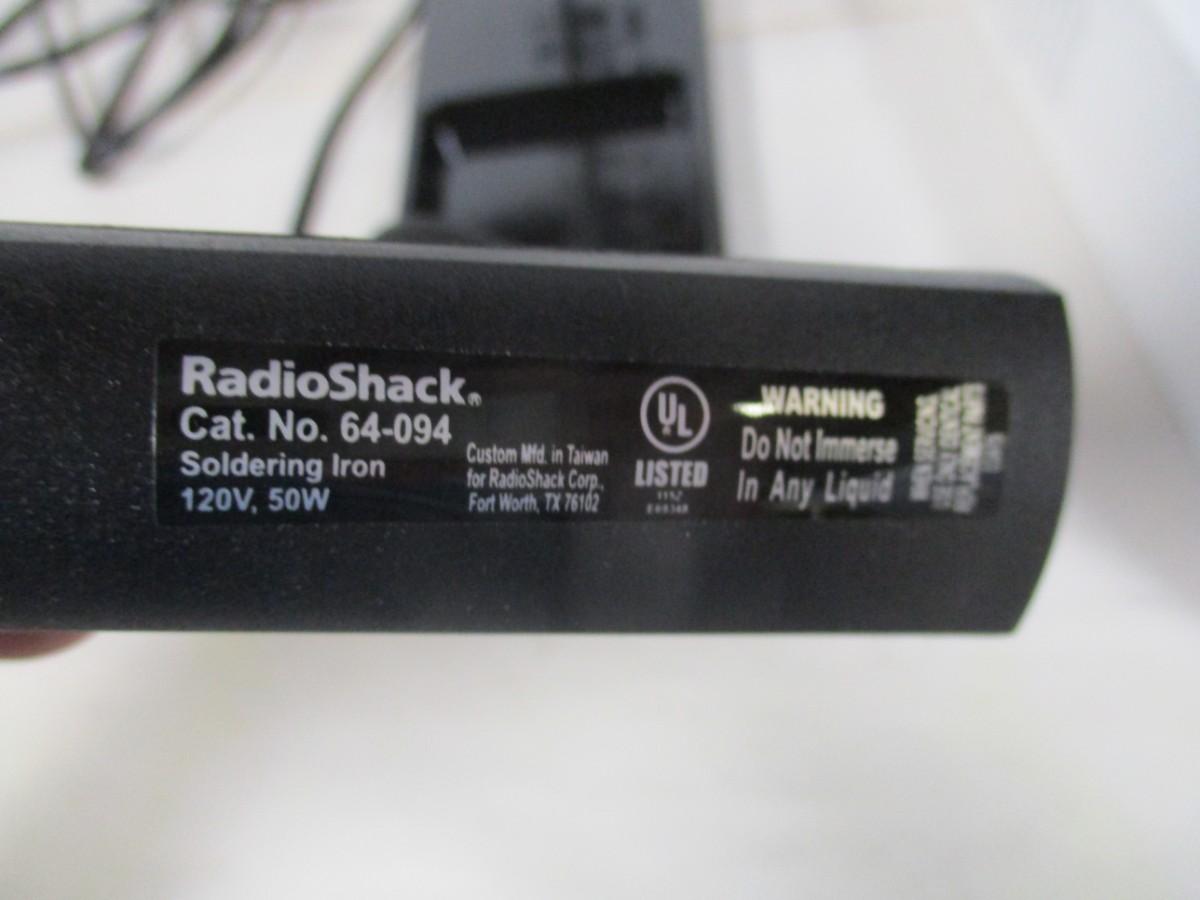 RadioShack®
Cat. No. 64-094
Soldering Iron
120V, 50W
Custom Mfd. in Taiwan
for RadioShack Corp.,
Fort Worth, TX 76102
UL
LISTED
WARNING
Do Not Immerse
In Any Liquid